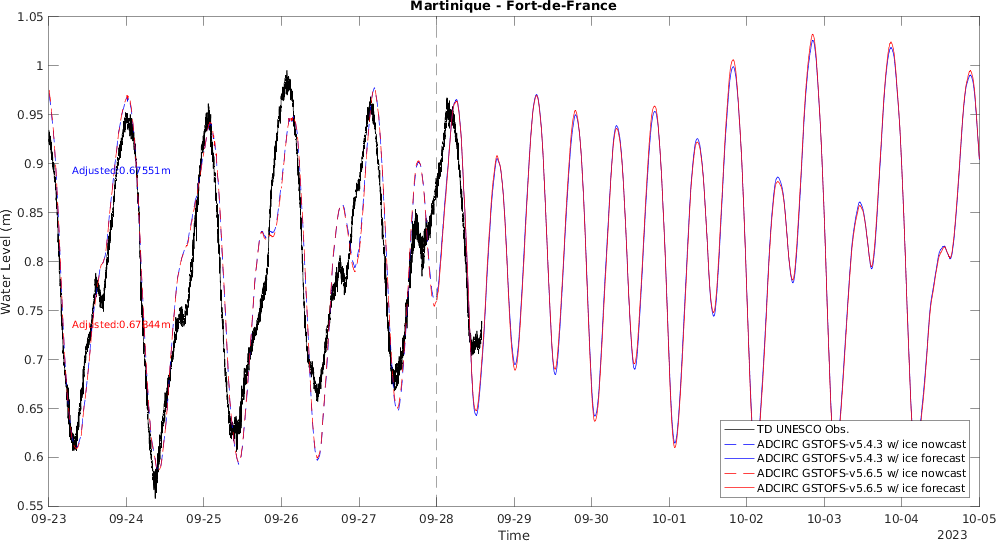 Martinique - Fort-de-France
1.05
1
0.95
0.9
0.85
0.8
0.75
0.7
0.65
0.6
0.55
Water Level (m)
Adjusted:0.67551m
Adjusted:0.67844m
TD UNESCO Obs.
ADCIRC GSTOFS-v5.4.3 w/ ice nowcast
ADCIRC GSTOFS-v5.4.3 w/ ice forecast
ADCIRC GSTOFS-v5.6.5 w/ ice nowcast
ADCIRC GSTOFS-v5.6.5 w/ ice forecast
09-23 09-24 09-25 09-26 09-27 09-28 09-29 09-30 10-01 10-02 10-03 10-04 10-05
Time
2023